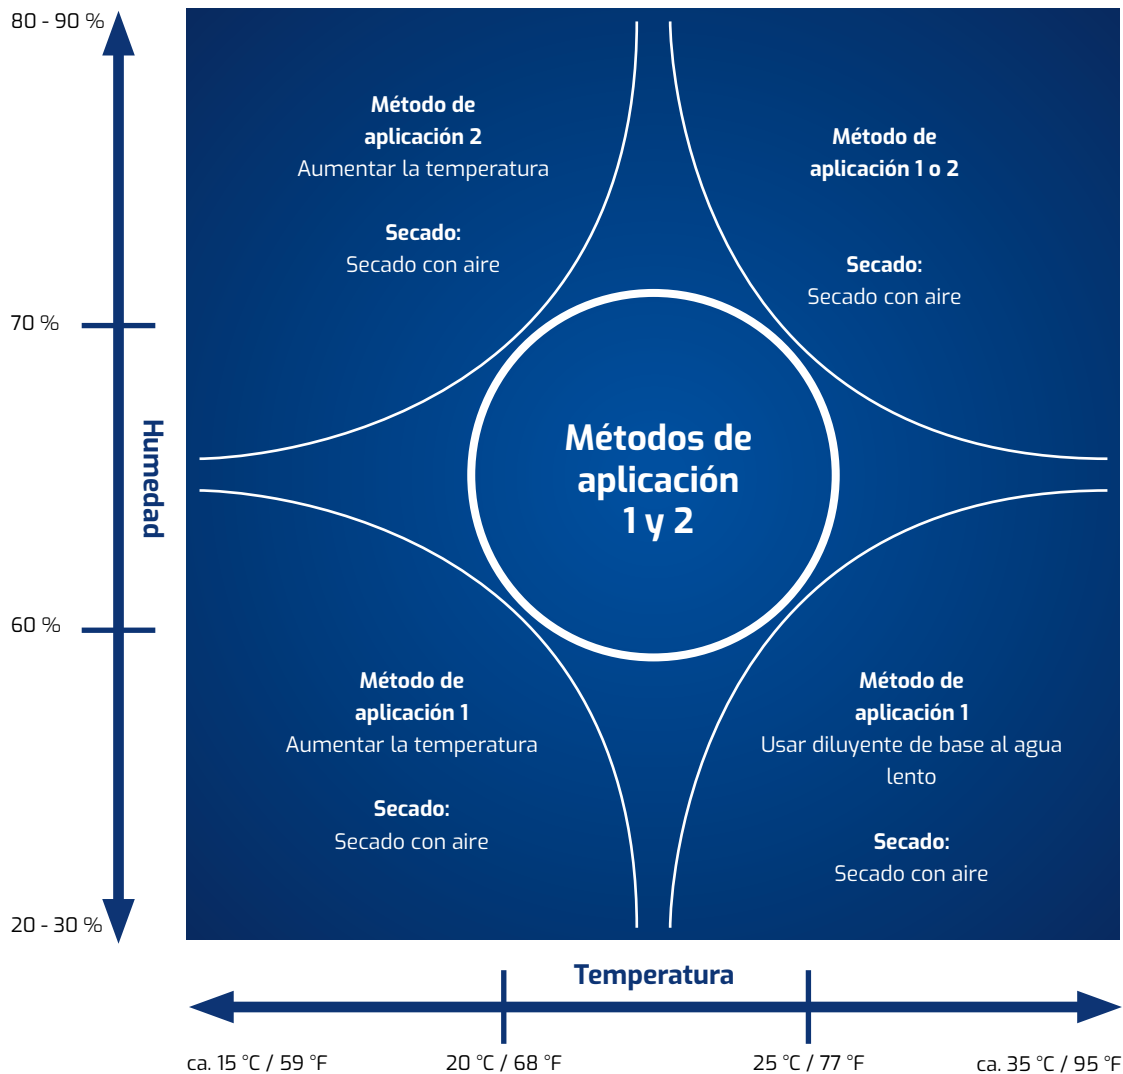 80 - 90 %
Método de
aplicación 2
Aumentar la temperatura
Secado:
Secado con aire
Método de
aplicación 1 o 2
Secado:
Secado con aire
70 %
Humedad
Métodos de
aplicación
1 y 2
60 %
Método de
aplicación 1
Aumentar la temperatura
Secado:
Secado con aire
Método de
aplicación 1
Usar diluyente de base al agua
lento
Secado:
Secado con aire
20 - 30 %
Temperatura
ca. 15 °C / 59 °F
20 °C / 68 °F
25 °C / 77 °F
ca. 35 °C / 95 °F